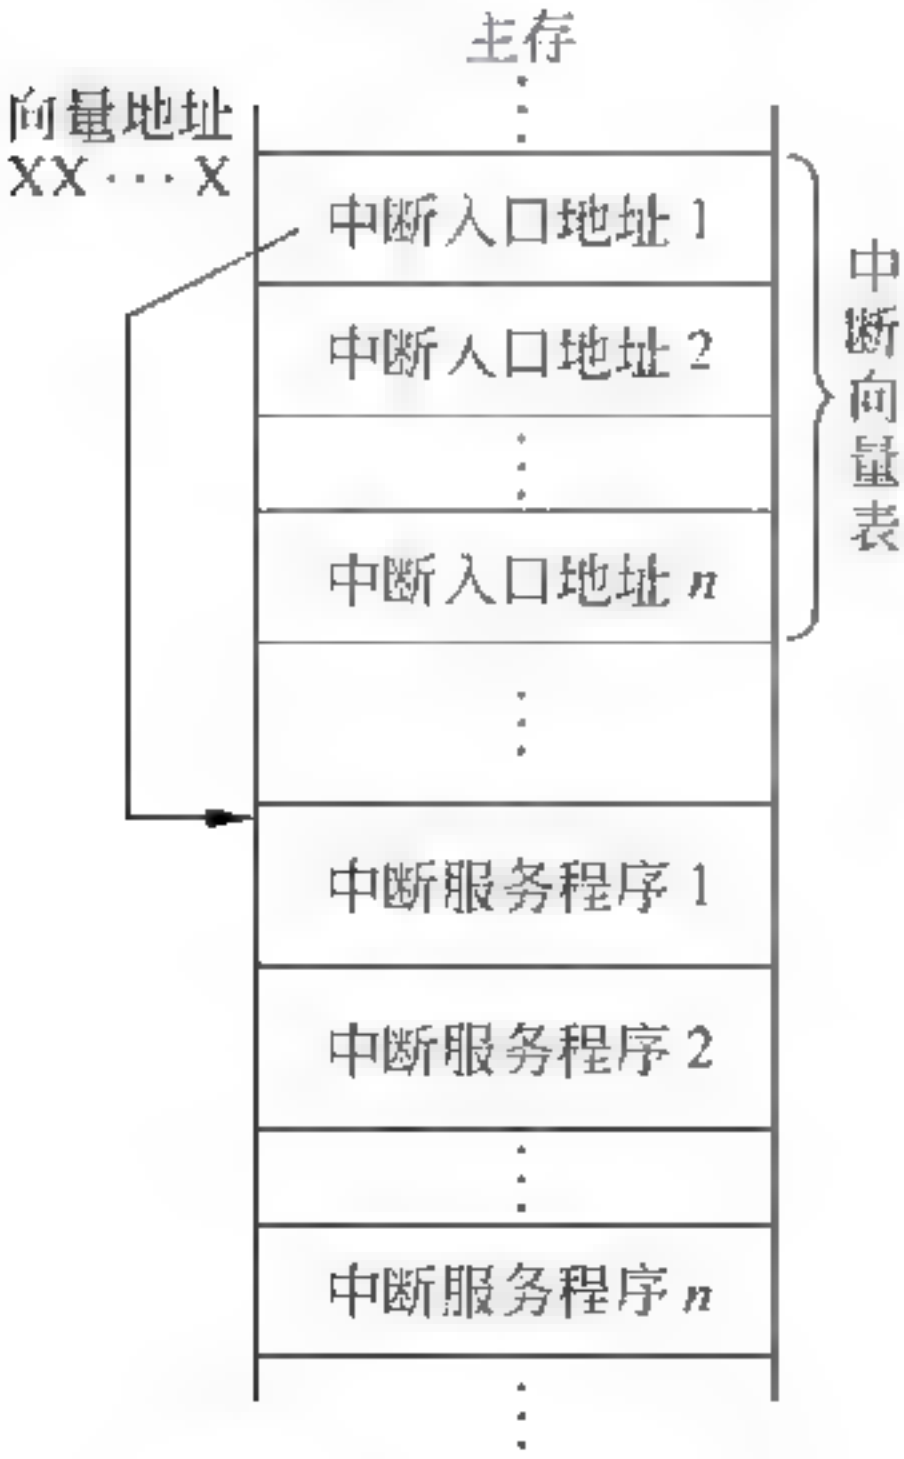 主存
向量地址
XX···X
中断入口地址 1
中断入口地址 2
中断入口地址 n
中断向量表
中断服务程序 1
中断服务程序 2
中断服务程序 n